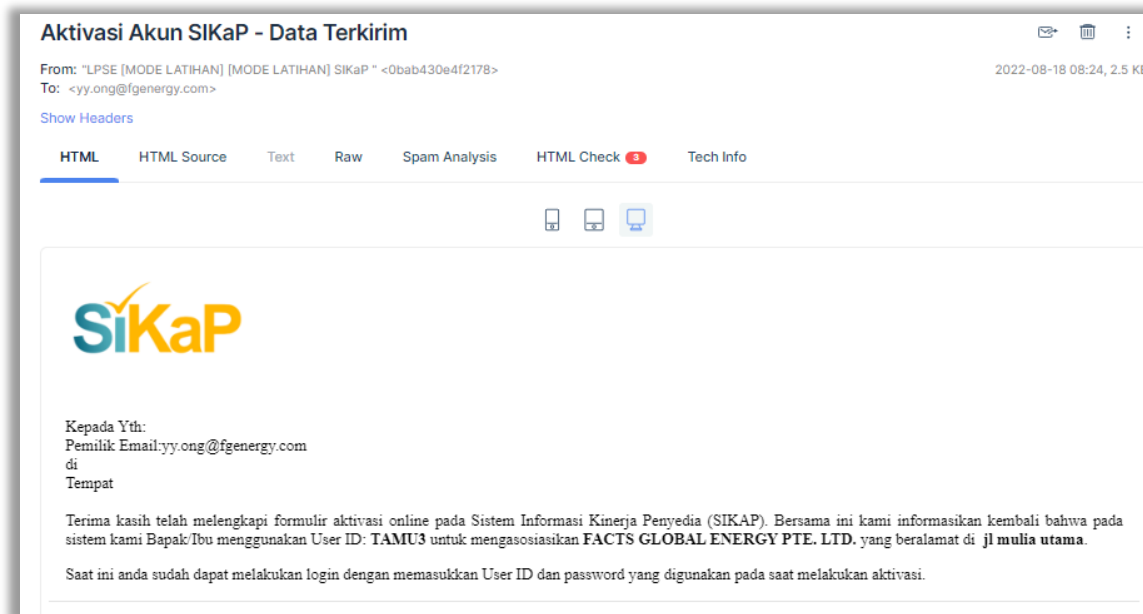 Aktivasi Akun SIKaP - Data Terkirim
From: "LPSE [MODE LATIHAN] [MODE LATIHAN] SIKaP " <0bab430e4f2178>
2022-08-18 08:24, 2.5 KB
To: <yy.ong@fgenergy.com>
Show Headers
HTML HTML Source Text Raw Spam Analysis HTML Check 3 Tech Info
SiKaP
Kepada Yth:
Pemilik Email:yy.ong@fgenergy.com
di
Tempat
Terima kasih telah melengkapi formulir aktivasi online pada Sistem Informasi Kinerja Penyedia (SIKAP). Bersama ini kami informasikan kembali bahwa pada
sistem kami Bapak/Ibu menggunakan User ID: TAMU3 untuk mengasosiasikan FACTS GLOBAL ENERGY PTE. LTD. yang beralamat di jl mulia utama.
Saat ini anda sudah dapat melakukan login dengan memasukkan User ID dan password yang digunakan pada saat melakukan aktivasi.